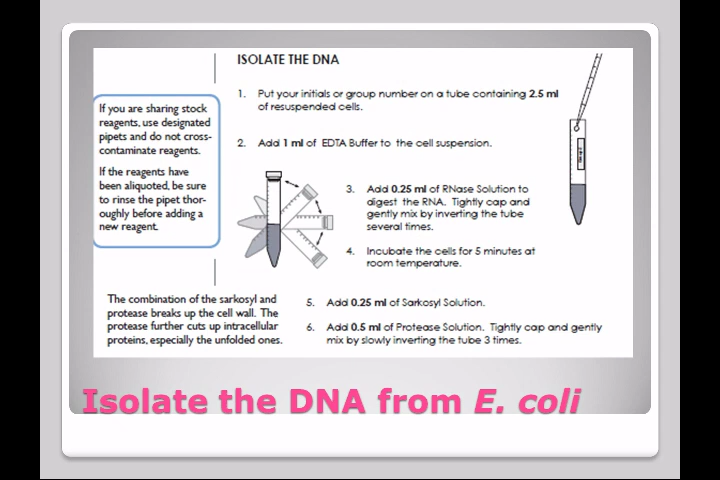 ISOLATE THE DNA
1. Put your initials or group number on a tube containing 2.5 ml
of resuspended cells.
2. Add 1 ml of EDTA Buffer to the cell suspension.
If you are sharing stock
reagents, use designated
pipets and do not cross-
contaminate reagents.
If the reagents have
been aliquoted, be sure
to rinse the pipet thor-
oughly before adding a
new reagent.
3. Add 0.25 ml of RNase Solution to
digest the RNA. Tightly cap and
gently mix by inverting the tube
several times.
4. Incubate the cells for 5 minutes at
room temperature.
The combination of the sarkosyl and
protease breaks up the cell wall. The
protease further cuts up intracellular
proteins, especially the unfolded ones.
5. Add 0.25 ml of Sarkosyl Solution.
6. Add 0.5 ml of Protease Solution. Tightly cap and gently
mix by slowly inverting the tube 3 times.
Isolate the DNA from E. coli